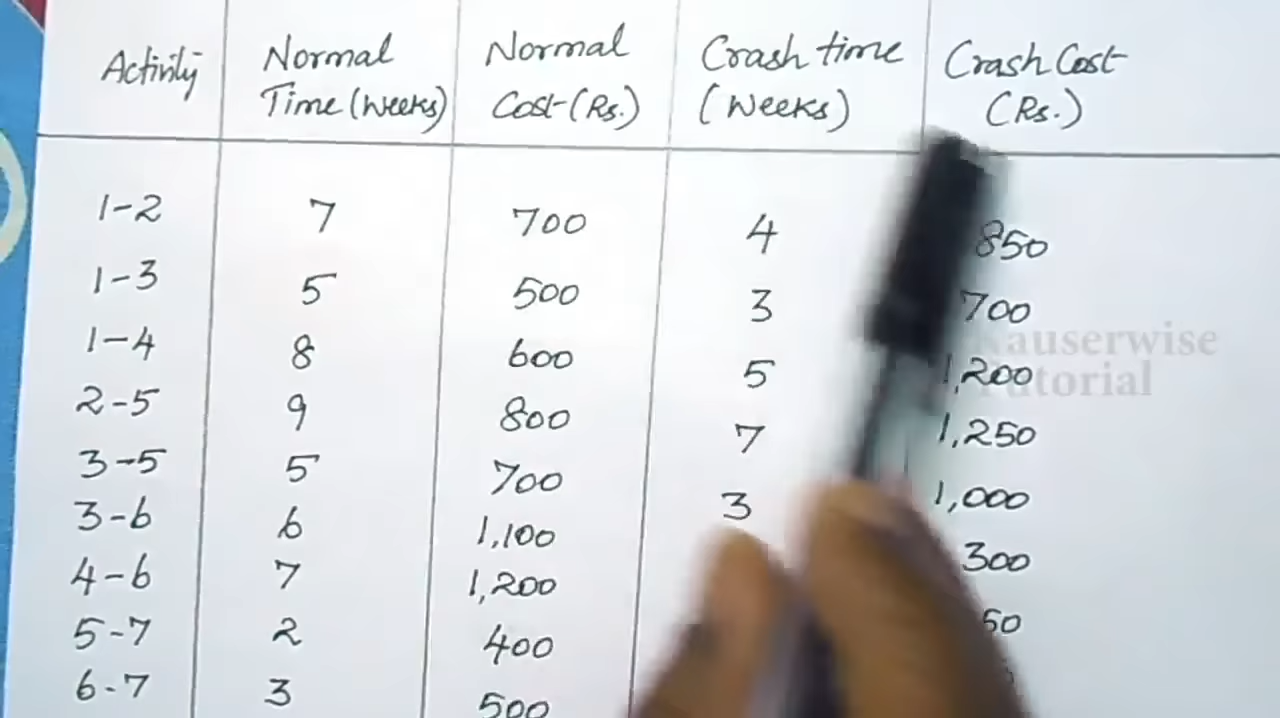 Activity Normal Time (Weeks) Normal Cost (Rs.) Crash time (Weeks) Crash Cost (Rs.)
1-2 7 700 4 850
1-3 5 500 3 700
1-4 8 600 5 1,200
2-5 9 800 7 1,250
3-5 5 700 3 1,000
3-6 6 1,100 300
4-6 7 1,200 50
5-7 2 400
6-7 3 500
Kauserwise
Tutorial